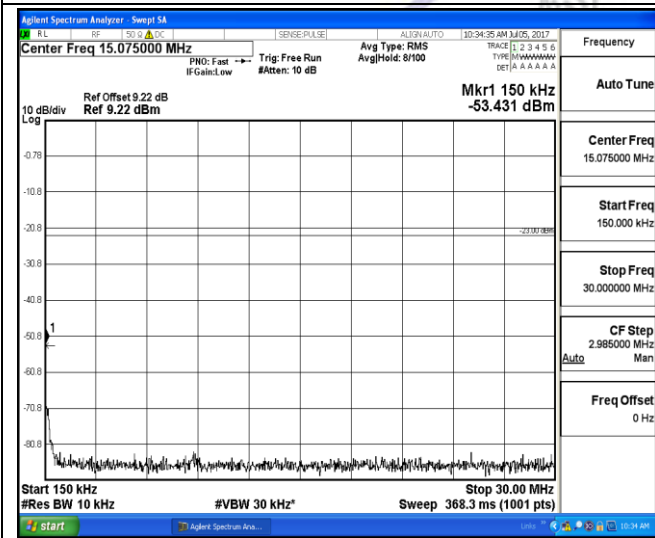 Agilent Spectrum Analyzer - Swept SA
RL RF 50 Ω DC SENSE:PULSE ALIGN AUTO 10:34:35 AM Jul 05, 2017
Center Freq 15.075000 MHz
PNO: Fast
IFGain:Low
Trig: Free Run
#Atten: 10 dB
Avg Type: RMS
Avg|Hold: 8/100
TRACE 1 2 3 4 5 6
TYPE MWWWWW
DET A A A A A A
Mkr1 150 kHz
-53.431 dBm
Ref Offset 9.22 dB
10 dB/div Ref 9.22 dBm
Log
-0.78
-10.8
-20.8
-23.00 dBm
-30.8
-40.8
-50.8
1
-60.8
-70.8
-80.8
Start 150 kHz Stop 30.00 MHz
#Res BW 10 kHz #VBW 30 kHz* Sweep 368.3 ms (1001 pts)
Frequency
Auto Tune
Center Freq
15.075000 MHz
Start Freq
150.000 kHz
Stop Freq
30.000000 MHz
CF Step
2.985000 MHz
Auto Man
Freq Offset
0 Hz
start Agilent Spectrum Ana... Links 10:34 AM